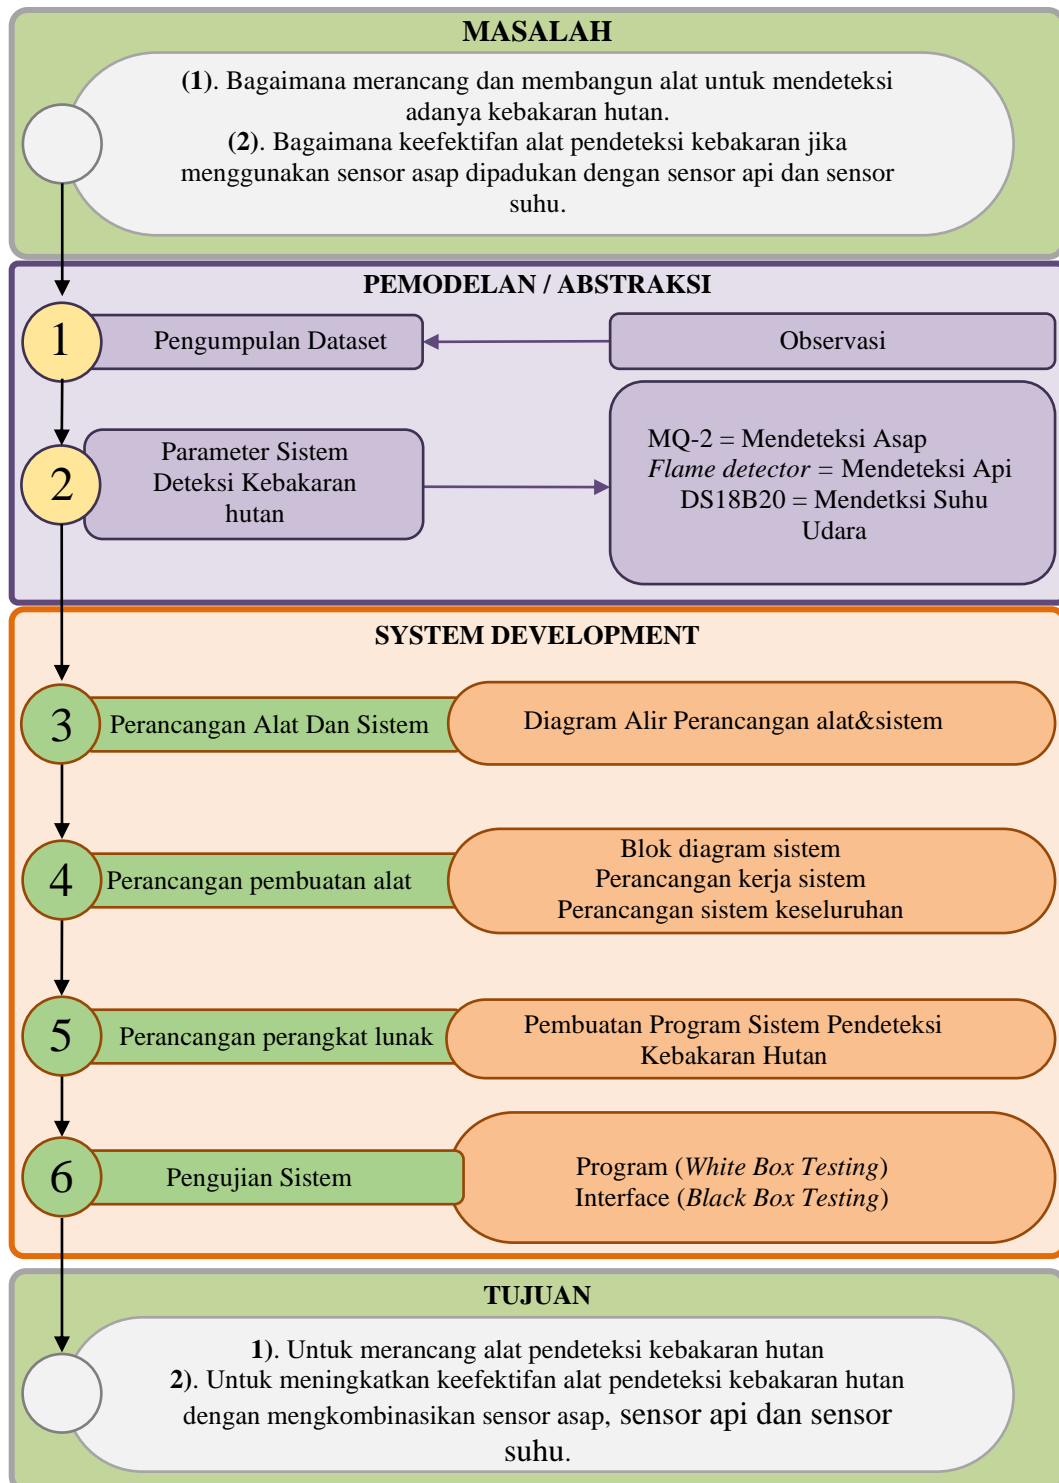 MASALAH
(1). Bagaimana merancang dan membangun alat untuk mendeteksi
adanya kebakaran hutan.
(2). Bagaimana keefektifan alat pendeteksi kebakaran jika
menggunakan sensor asap dipadukan dengan sensor api dan sensor
suhu.
PEMODELAN / ABSTRAKSI
1
Pengumpulan Dataset
Observasi
2
Parameter Sistem
Deteksi Kebakaran
hutan
MQ-2 = Mendeteksi Asap
Flame detector = Mendeteksi Api
DS18B20 = Mendetksi Suhu
Udara
SYSTEM DEVELOPMENT
3
Perancangan Alat Dan Sistem
Diagram Alir Perancangan alat&sistem
4
Perancangan pembuatan alat
Blok diagram sistem
Perancangan kerja sistem
Perancangan sistem keseluruhan
5
Perancangan perangkat lunak
Pembuatan Program Sistem Pendeteksi
Kebakaran Hutan
6
Pengujian Sistem
Program (White Box Testing)
Interface (Black Box Testing)
TUJUAN
1). Untuk merancang alat pendeteksi kebakaran hutan
2). Untuk meningkatkan keefektifan alat pendeteksi kebakaran hutan
dengan mengkombinasikan sensor asap, sensor api dan sensor
suhu.